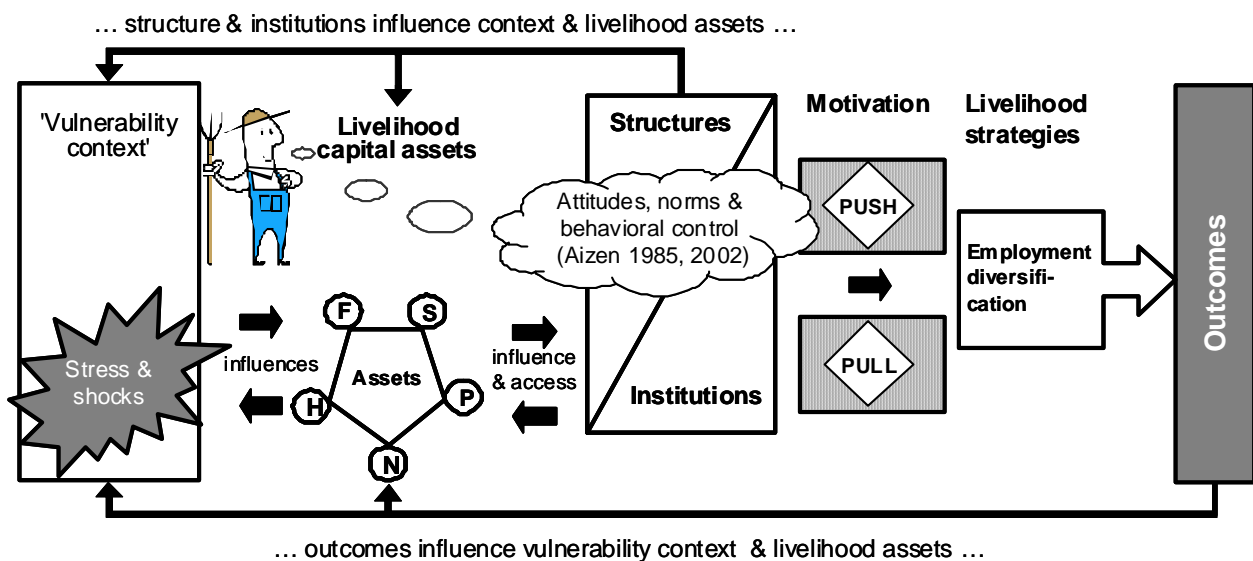 ... structure & institutions influence context & livelihood assets ...
'Vulnerability
context'
Stress &
shocks
influences
Livelihood
capital assets
F
S
Assets
H
P
N
influence
& access
Structures
Attitudes, norms &
behavioral control
(Aizen 1985, 2002)
Institutions
Motivation
PUSH
PULL
Livelihood
strategies
Employment
diversifi-
cation
Outcomes
... outcomes influence vulnerability context & livelihood assets ...